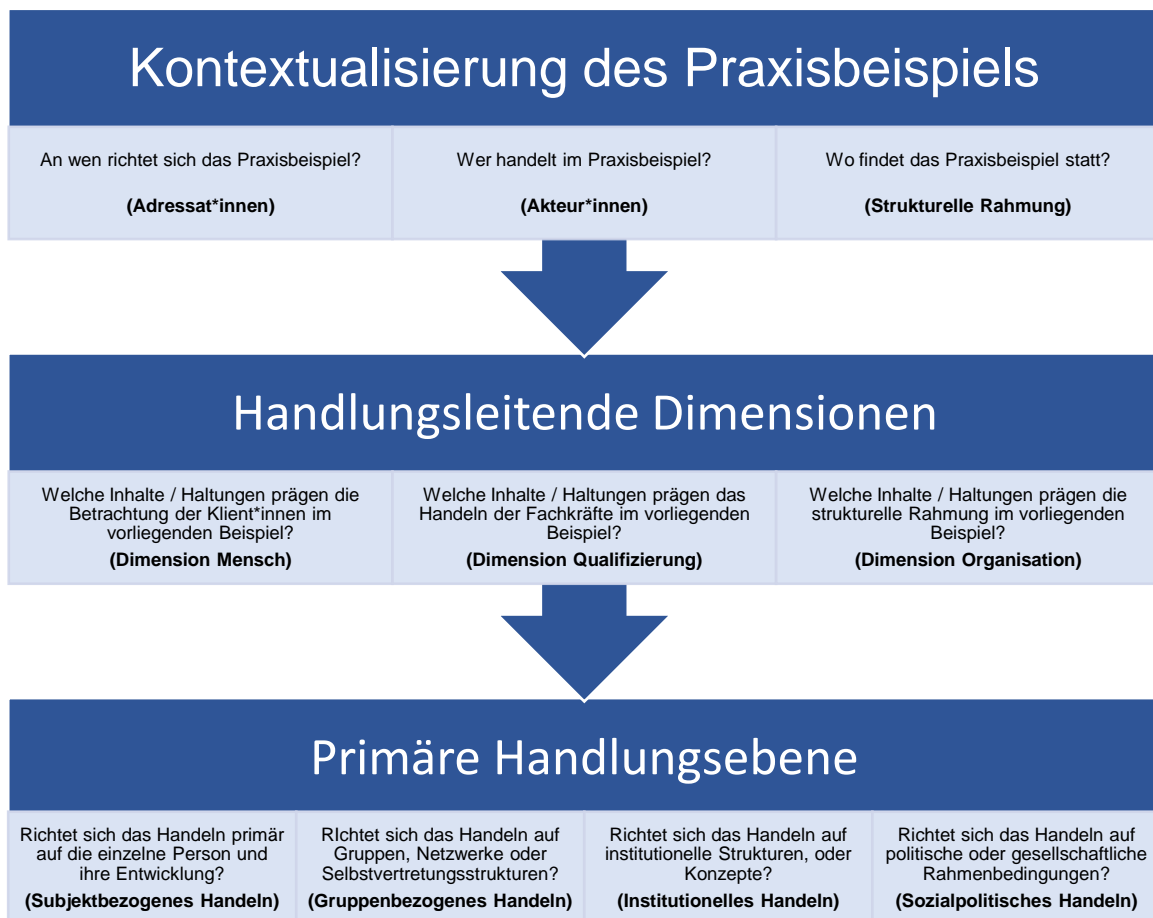 Kontextualisierung des Praxisbeispiels
An wen richtet sich das Praxisbeispiel?
(Adressat*innen)
Wer handelt im Praxisbeispiel?
(Akteur*innen)
Wo findet das Praxisbeispiel statt?
(Strukturelle Rahmung)
Handlungsleitende Dimensionen
Welche Inhalte / Haltungen prägen die
Betrachtung der Klient*innen im
vorliegenden Beispiel?
(Dimension Mensch)
Welche Inhalte / Haltungen prägen das
Handeln der Fachkräfte im vorliegenden
Beispiel?
(Dimension Qualifizierung)
Welche Inhalte / Haltungen prägen die
strukturelle Rahmung im vorliegenden
Beispiel?
(Dimension Organisation)
Primäre Handlungsebene
Richtet sich das Handeln primär
auf die einzelne Person und
ihre Entwicklung?
(Subjektbezogenes Handeln)
RIchtet sich das Handeln auf
Gruppen, Netzwerke oder
Selbstvertretungsstrukturen?
(Gruppenbezogenes Handeln)
Richtet sich das Handeln auf
institutionelle Strukturen, oder
Konzepte?
(Institutionelles Handeln)
Richtet sich das Handeln auf
politische oder gesellschaftliche
Rahmenbedingungen?
(Sozialpolitisches Handeln)